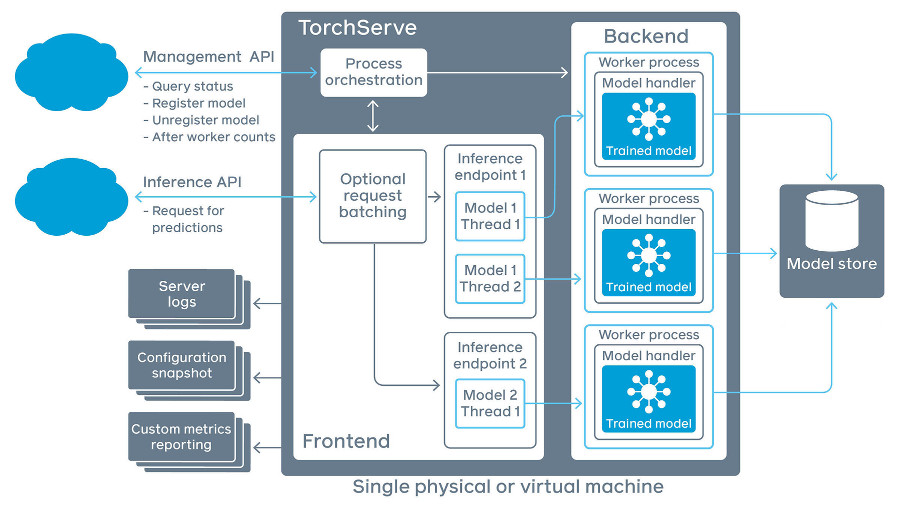 TorchServe
Management API
- Query status
- Register model
- Unregister model
- After worker counts
Process
orchestration
Inference API
- Request for
predictions
Optional
request
batching
Inference
endpoint 1
Model 1
Thread 1
Model 1
Thread 2
Inference
endpoint 2
Model 2
Thread 1
Frontend
Backend
Worker process
Model handler
Trained model
Worker process
Model handler
Trained model
Worker process
Model handler
Trained model
Model store
Server
logs
Configuration
snapshot
Custom metrics
reporting
Single physical or virtual machine